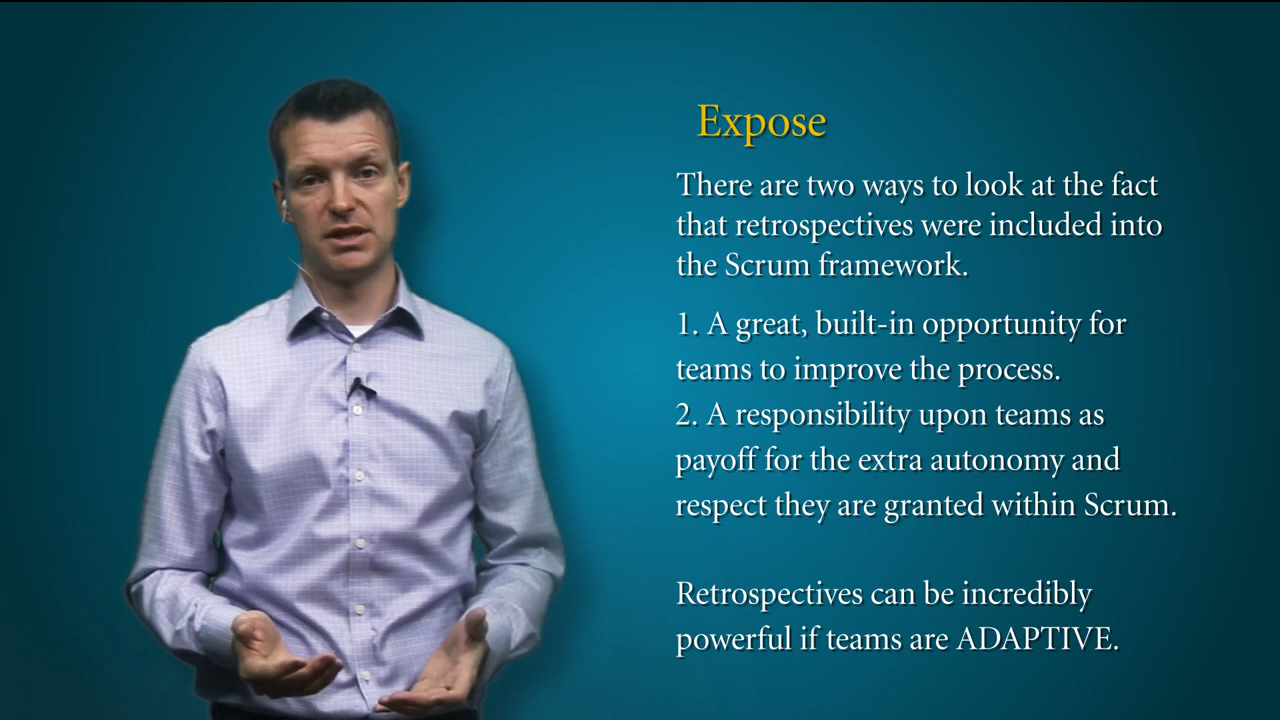 Expose
There are two ways to look at the fact
that retrospectives were included into
the Scrum framework.
1. A great, built-in opportunity for
teams to improve the process.
2. A responsibility upon teams as
payoff for the extra autonomy and
respect they are granted within Scrum.
Retrospectives can be incredibly
powerful if teams are ADAPTIVE.